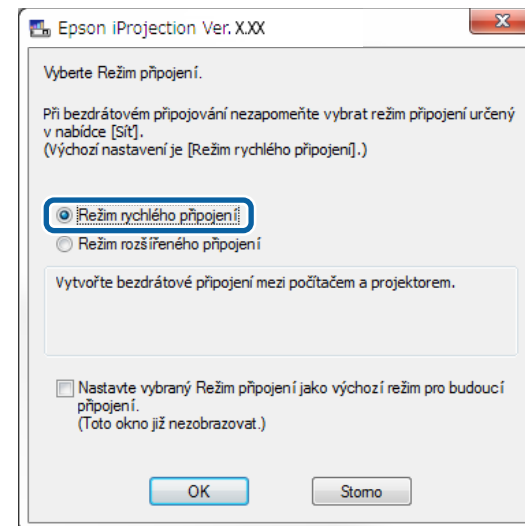 Epson iProjection Ver. X.XX
Vyberte Režim připojení.
Při bezdrátovém připojování nezapomeňte vybrat režim připojení určený
v nabídce [Síť].
(Výchozí nastavení je [Režim rychlého připojení].)
Režim rychlého připojení
Režim rozšířeného připojení
Vytvořte bezdrátové připojení mezi počítačem a projektorem.
Nastavte vybraný Režim připojení jako výchozí režim pro budoucí
připojení.
(Toto okno již nezobrazovat.)
OK
Storno